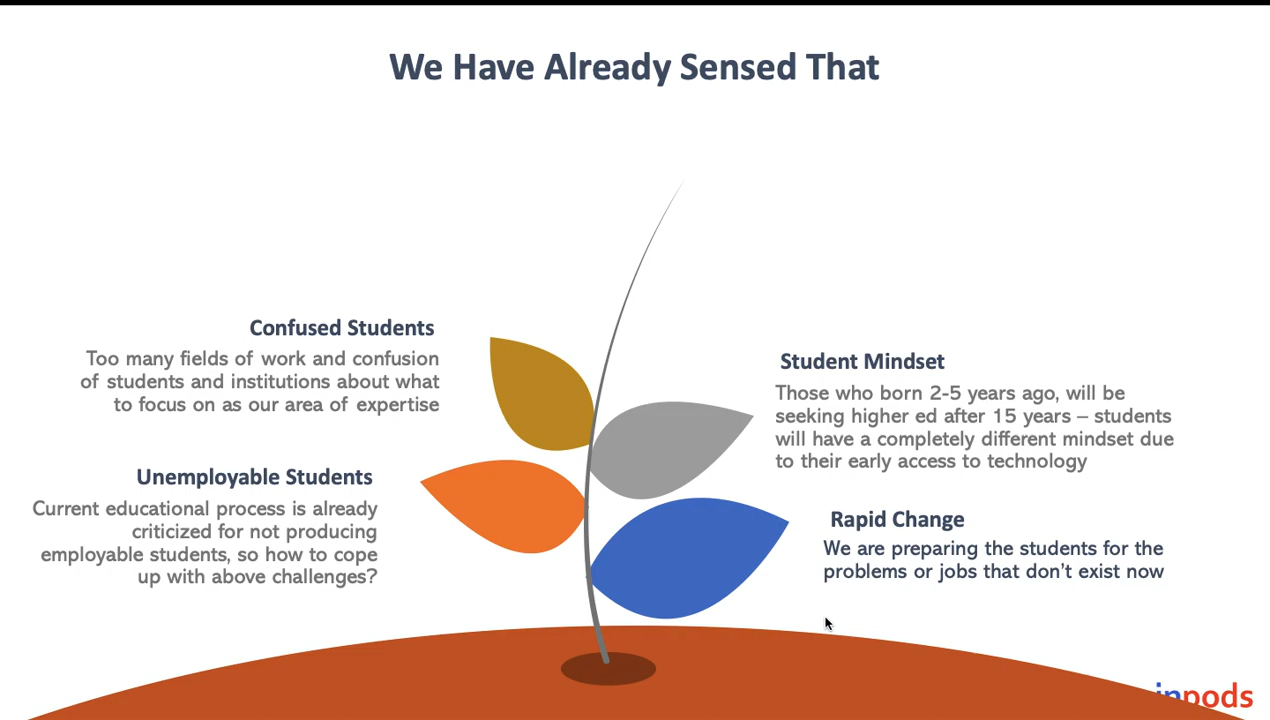 We Have Already Sensed That
Confused Students
Too many fields of work and confusion
of students and institutions about what
to focus on as our area of expertise
Student Mindset
Those who born 2-5 years ago, will be
seeking higher ed after 15 years – students
will have a completely different mindset due
to their early access to technology
Unemployable Students
Current educational process is already
criticized for not producing
employable students, so how to cope
up with above challenges?
Rapid Change
We are preparing the students for the
problems or jobs that don't exist now
inpods